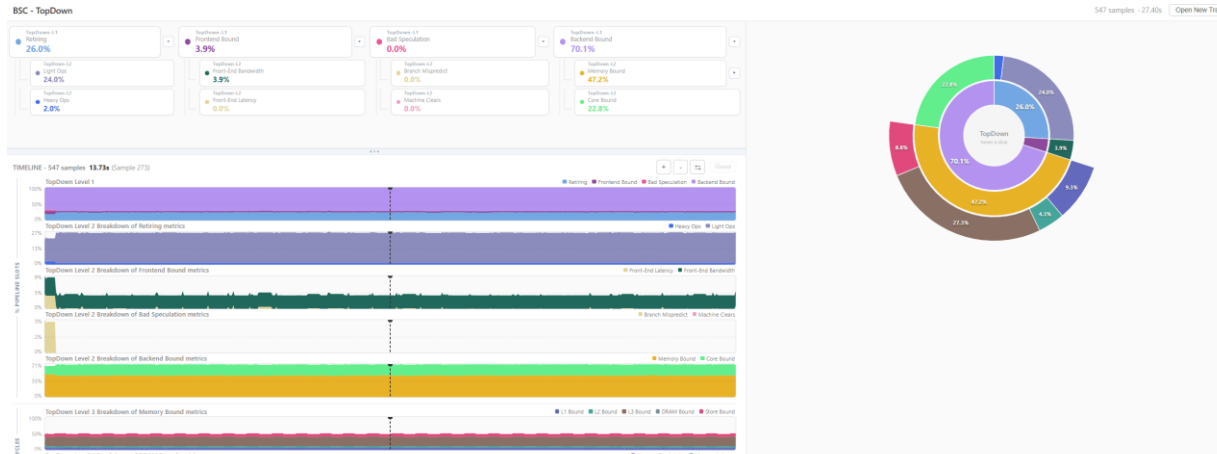 BSC - TopDown
547 samples - 27.40s
TopDown-L1
Retiring
26.0%
TopDown-L1
Frontend Bound
3.9%
TopDown-L1
Bad Speculation
0.0%
TopDown-L1
Backend Bound
70.1%
TopDown-L2
Light Ops
24.0%
TopDown-L2
Front-End Bandwidth
3.9%
TopDown-L2
Branch Mispredict
0.0%
TopDown-L2
Memory Bound
47.2%
TopDown-L2
Heavy Ops
2.0%
TopDown-L2
Front-End Latency
0.0%
TopDown-L2
Machine Clears
0.0%
TopDown-L2
Core Bound
22.8%
TIMELINE - 547 samples 13.73s (Sample 273)
+ -
Reset
TopDown Level 1
Retiring Frontend Bound Bad Speculation Backend Bound
100%
50%
0%
TopDown Level 2 Breakdown of Retiring metrics
Heavy Ops Light Ops
27%
13%
0%
TopDown Level 2 Breakdown of Frontend Bound metrics
Front-End Latency Front-End Bandwidth
5%
0%
TopDown Level 2 Breakdown of Bad Speculation metrics
Branch Mispredict Machine Clears
3%
2%
0%
TopDown Level 2 Breakdown of Backend Bound metrics
Memory Bound Core Bound
71%
0%
% PIPELINE SLOTS
TopDown Level 3 Breakdown of Memory Bound metrics
L1 Bound L2 Bound L3 Bound DRAM Bound Store Bound
100%
50%
TopDown
26.0%
70.1%
22.8%
24.0%
3.9%
47.2%
8.8%
27.3%
4.3%
9.3%